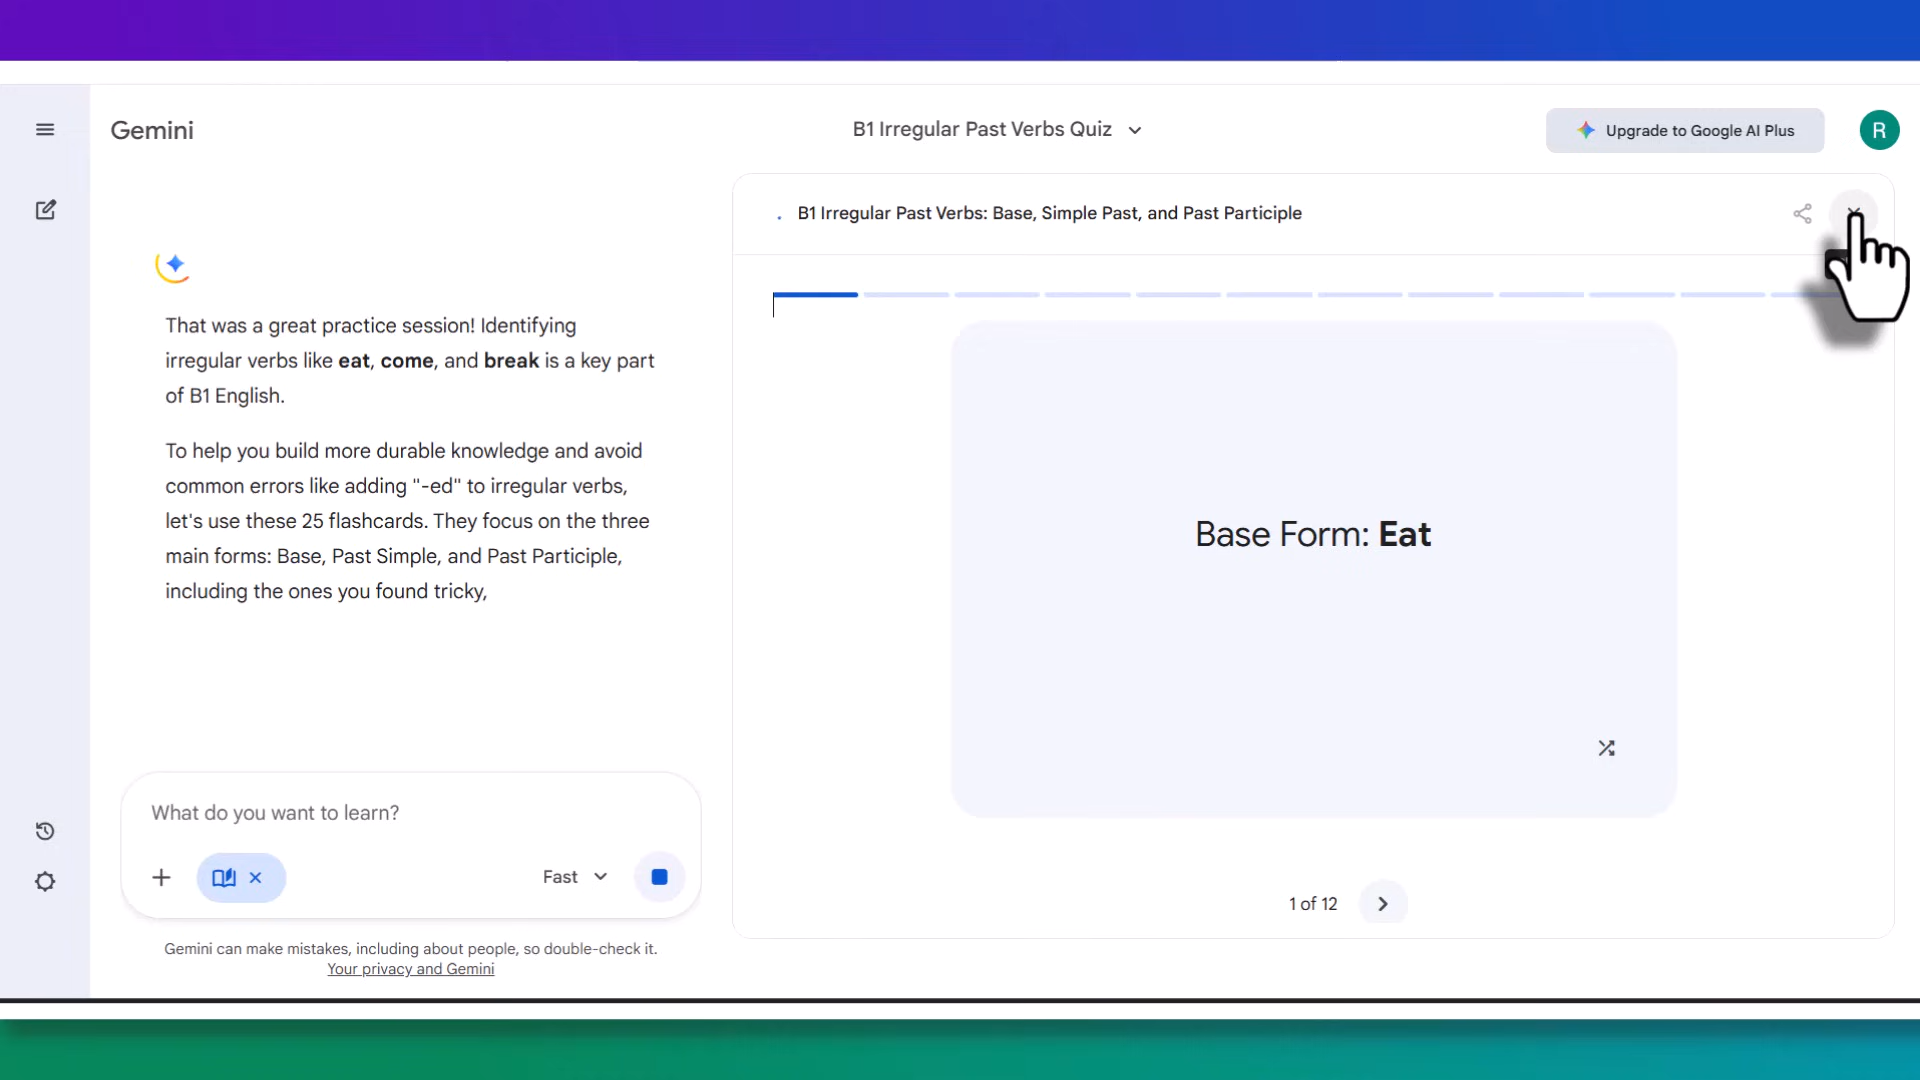 Gemini
B1 Irregular Past Verbs Quiz
Upgrade to Google AI Plus
R
B1 Irregular Past Verbs: Base, Simple Past, and Past Participle
That was a great practice session! Identifying
irregular verbs like eat, come, and break is a key part
of B1 English.
To help you build more durable knowledge and avoid
common errors like adding "-ed" to irregular verbs,
let's use these 25 flashcards. They focus on the three
main forms: Base, Past Simple, and Past Participle,
including the ones you found tricky,
Base Form: Eat
What do you want to learn?
Fast
1 of 12
Gemini can make mistakes, including about people, so double-check it.
Your privacy and Gemini